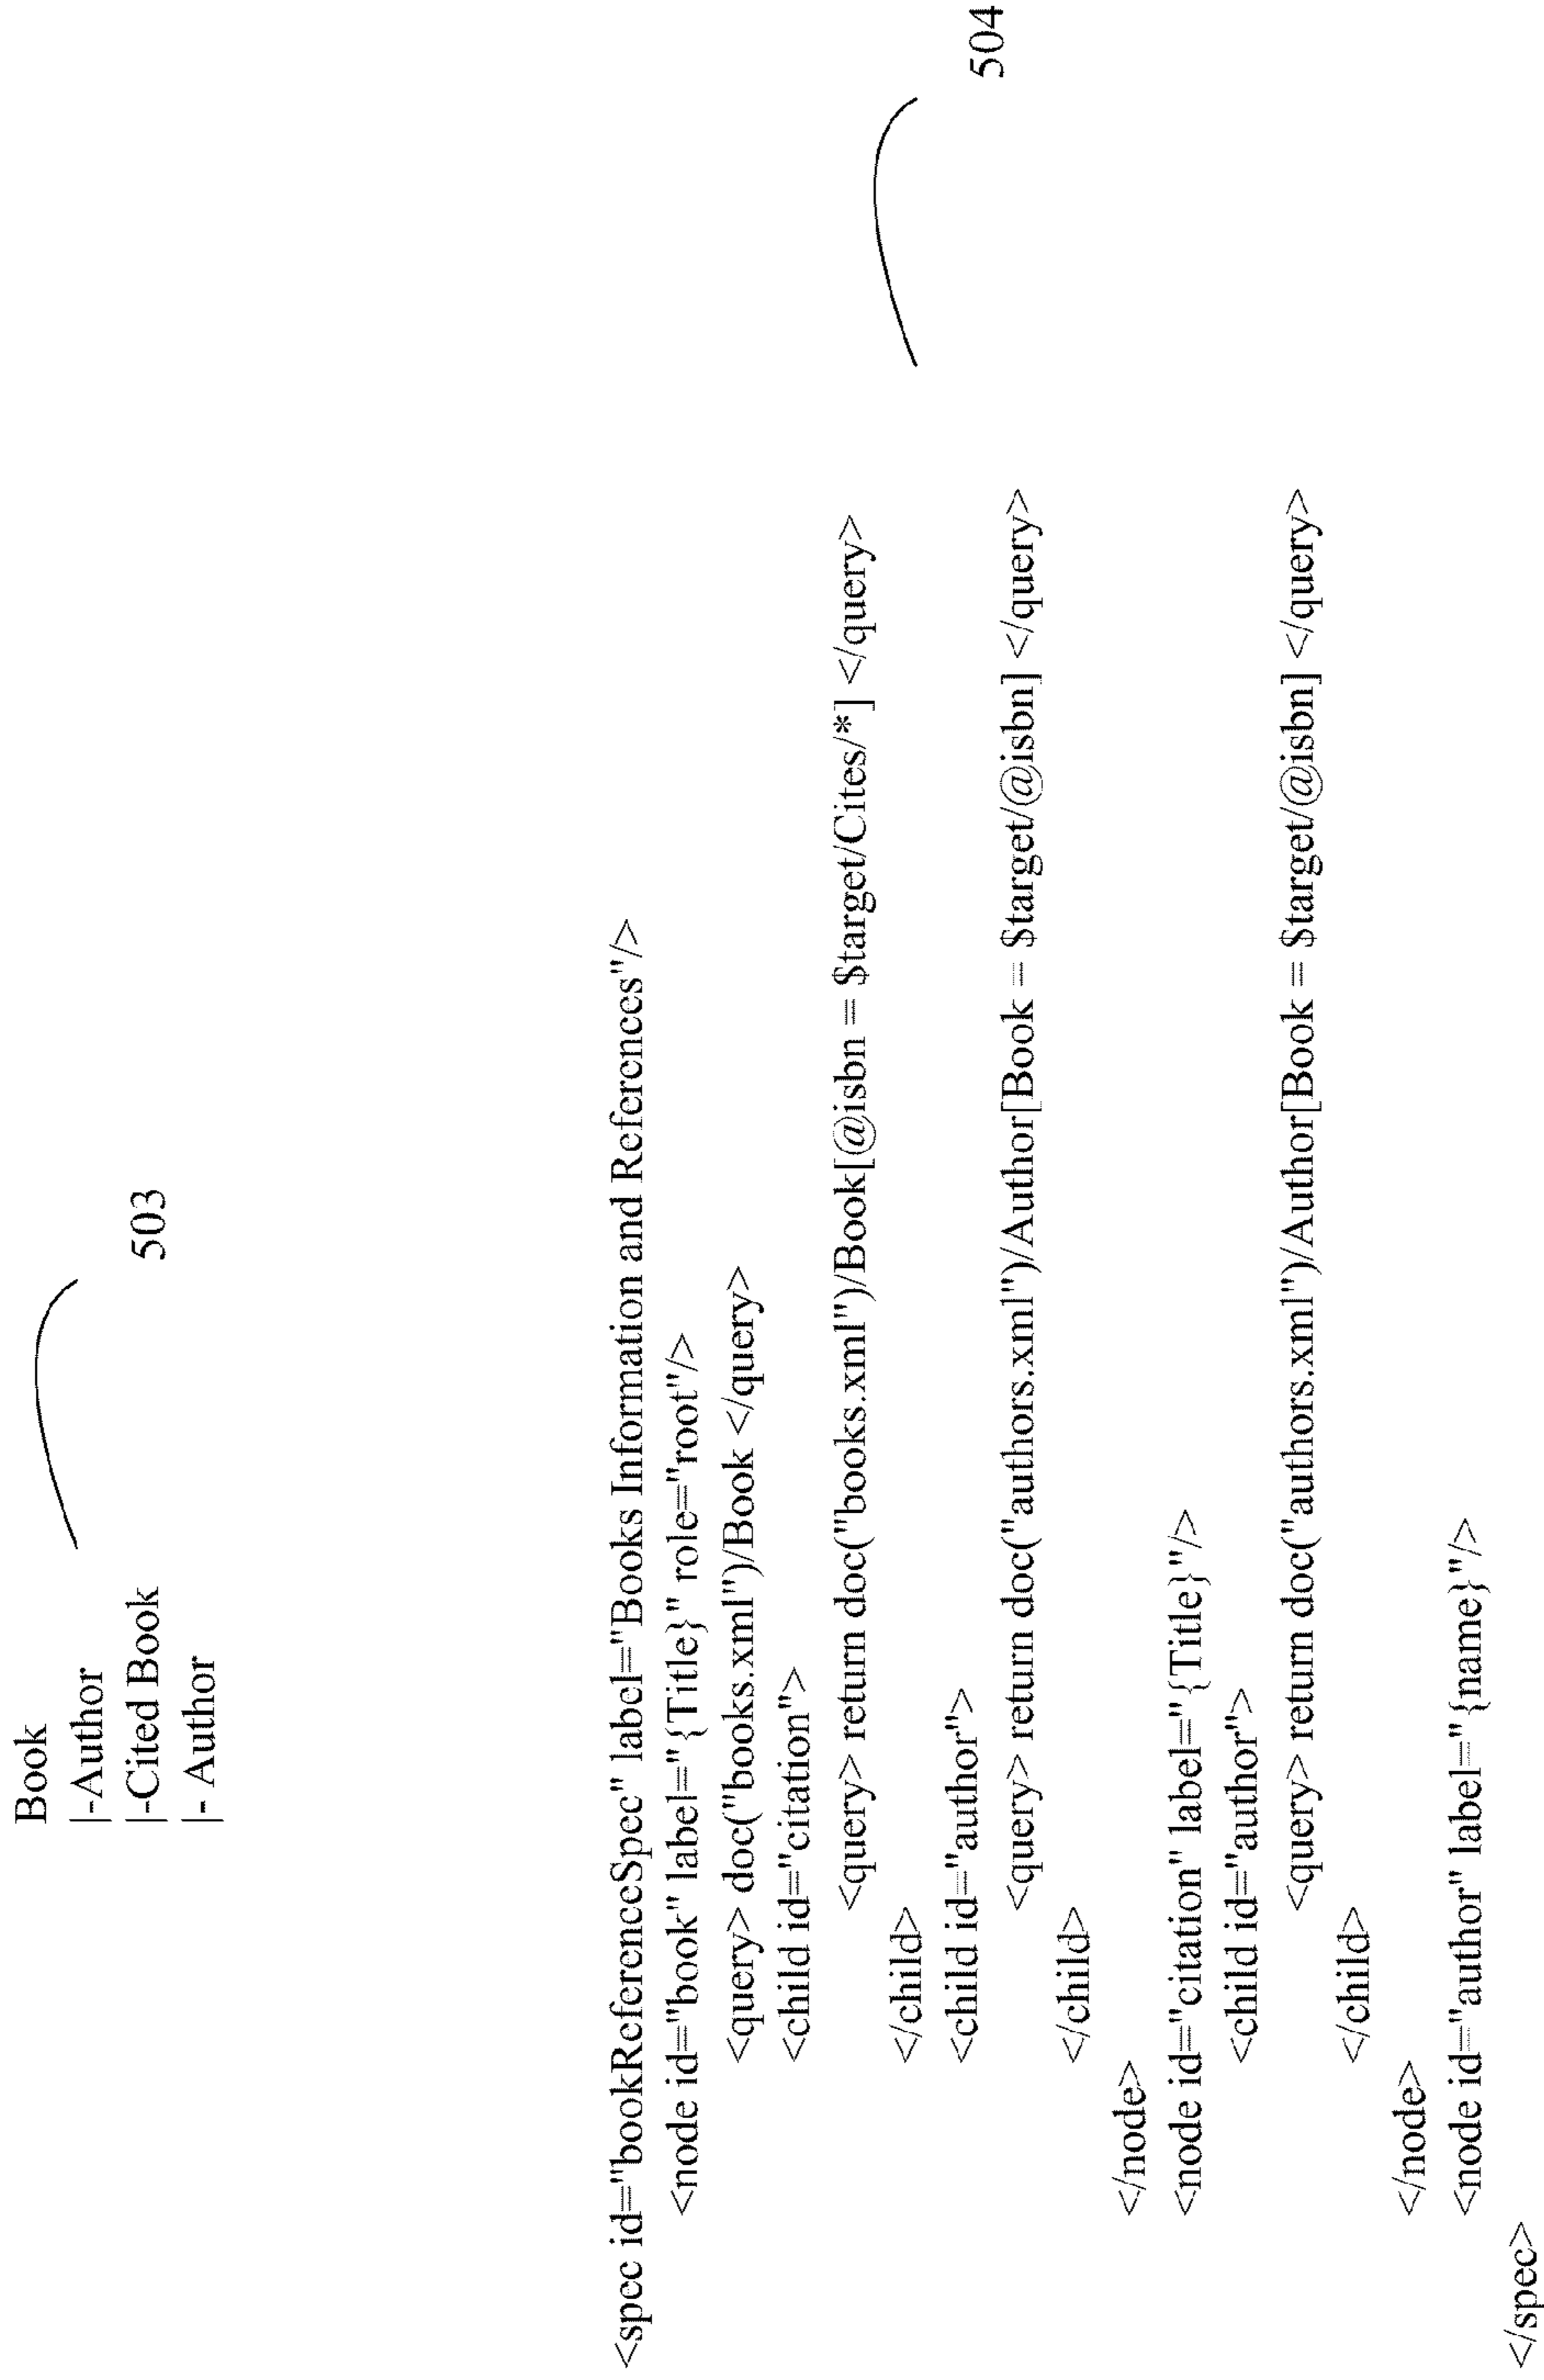 Book
|-Author
|-Cited Book
|- Author
503
<spec id="bookReferenceSpec" label="Books Information and References"/>
<node id="book" label="{Title}" role="root"/>
<query> doc("books.xml")/Book </query>
<child id="citation">
<query> return doc("books.xml")/Book[@isbn = $target/Cites/*] </query>
</child>
<child id="author">
<query> return doc("authors.xml")/Author[Book = $target/@isbn] </query>
</child>
</node>
<node id="citation" label="{Title}"/>
<child id="author">
<query> return doc("authors.xml")/Author[Book = $target/@isbn] </query>
</child>
</node>
<node id="author" label="{name}"/>
</spec>
504